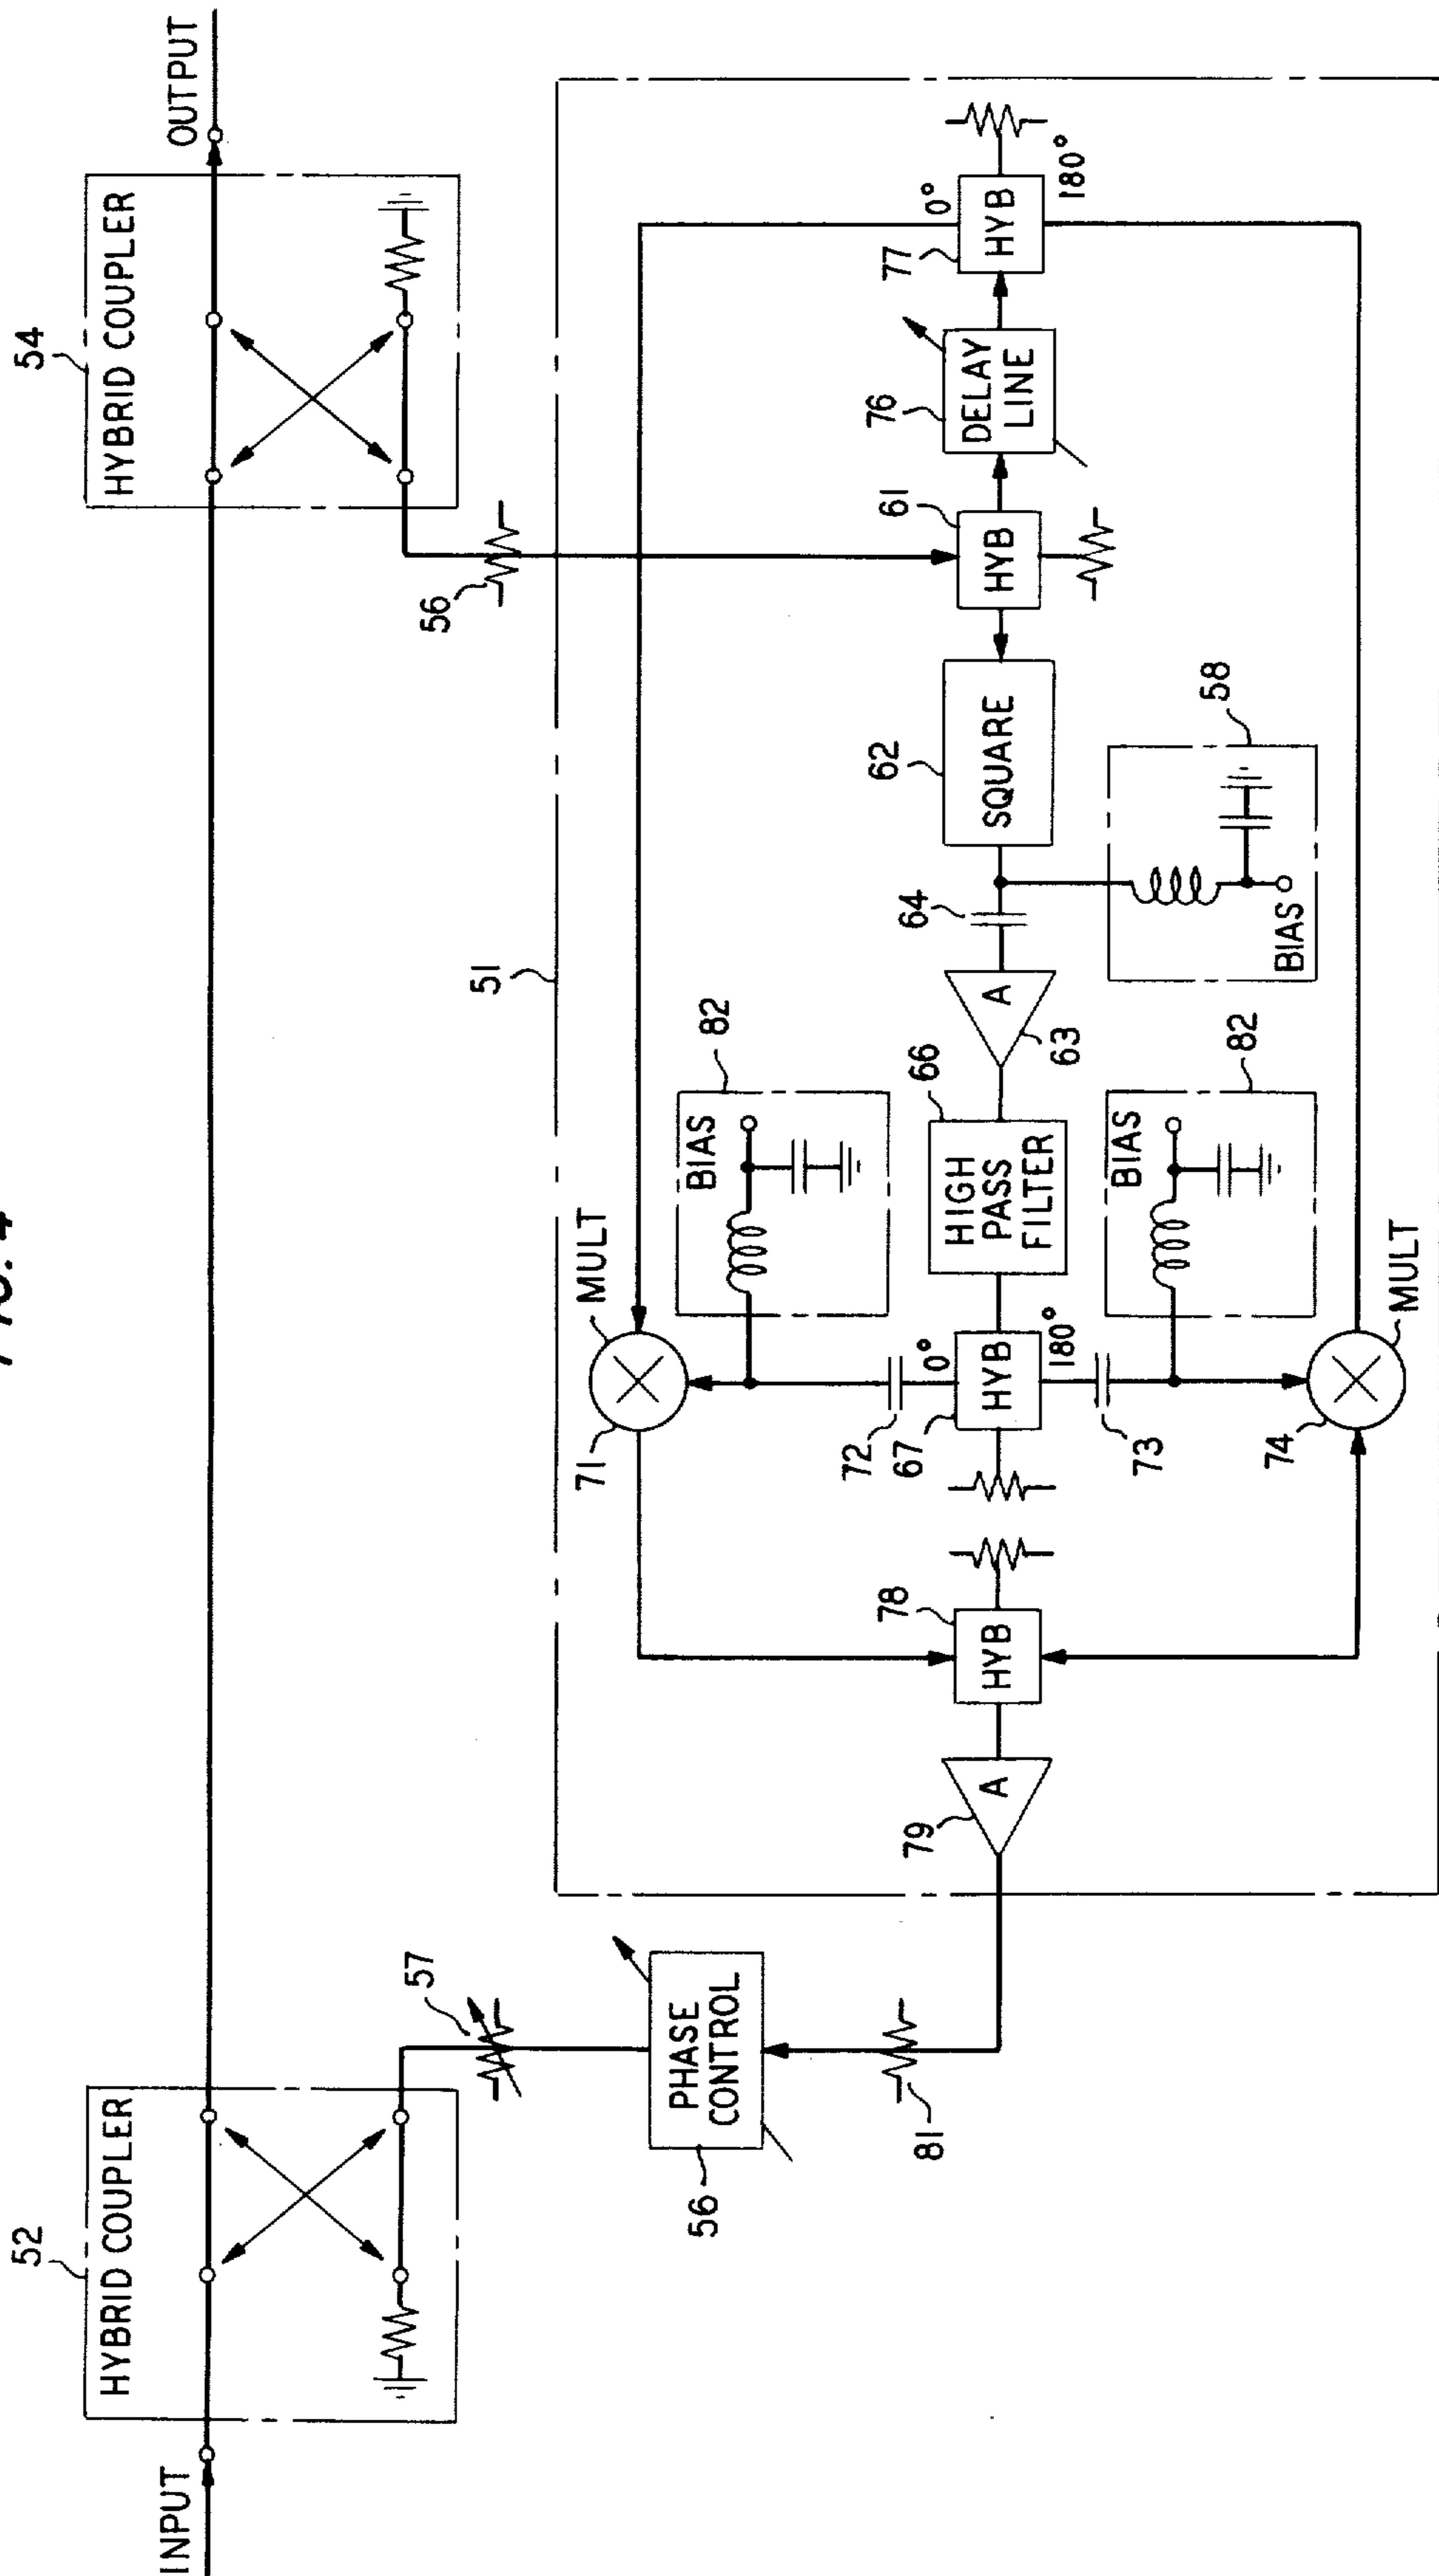 FIG. 4
INPUT
52
HYBRID COUPLER
57
PHASE
CONTROL
56
81
54
HYBRID COUPLER
OUTPUT
56
51
79
A
78
HYB
71
MULT
72
67
HYB
0°
180°
73
74
MULT
82
BIAS
82
BIAS
66
HIGH
PASS
FILTER
A
63
64
62
SQUARE
58
BIAS
61
HYB
76
DELAY
LINE
77
HYB
0°
180°